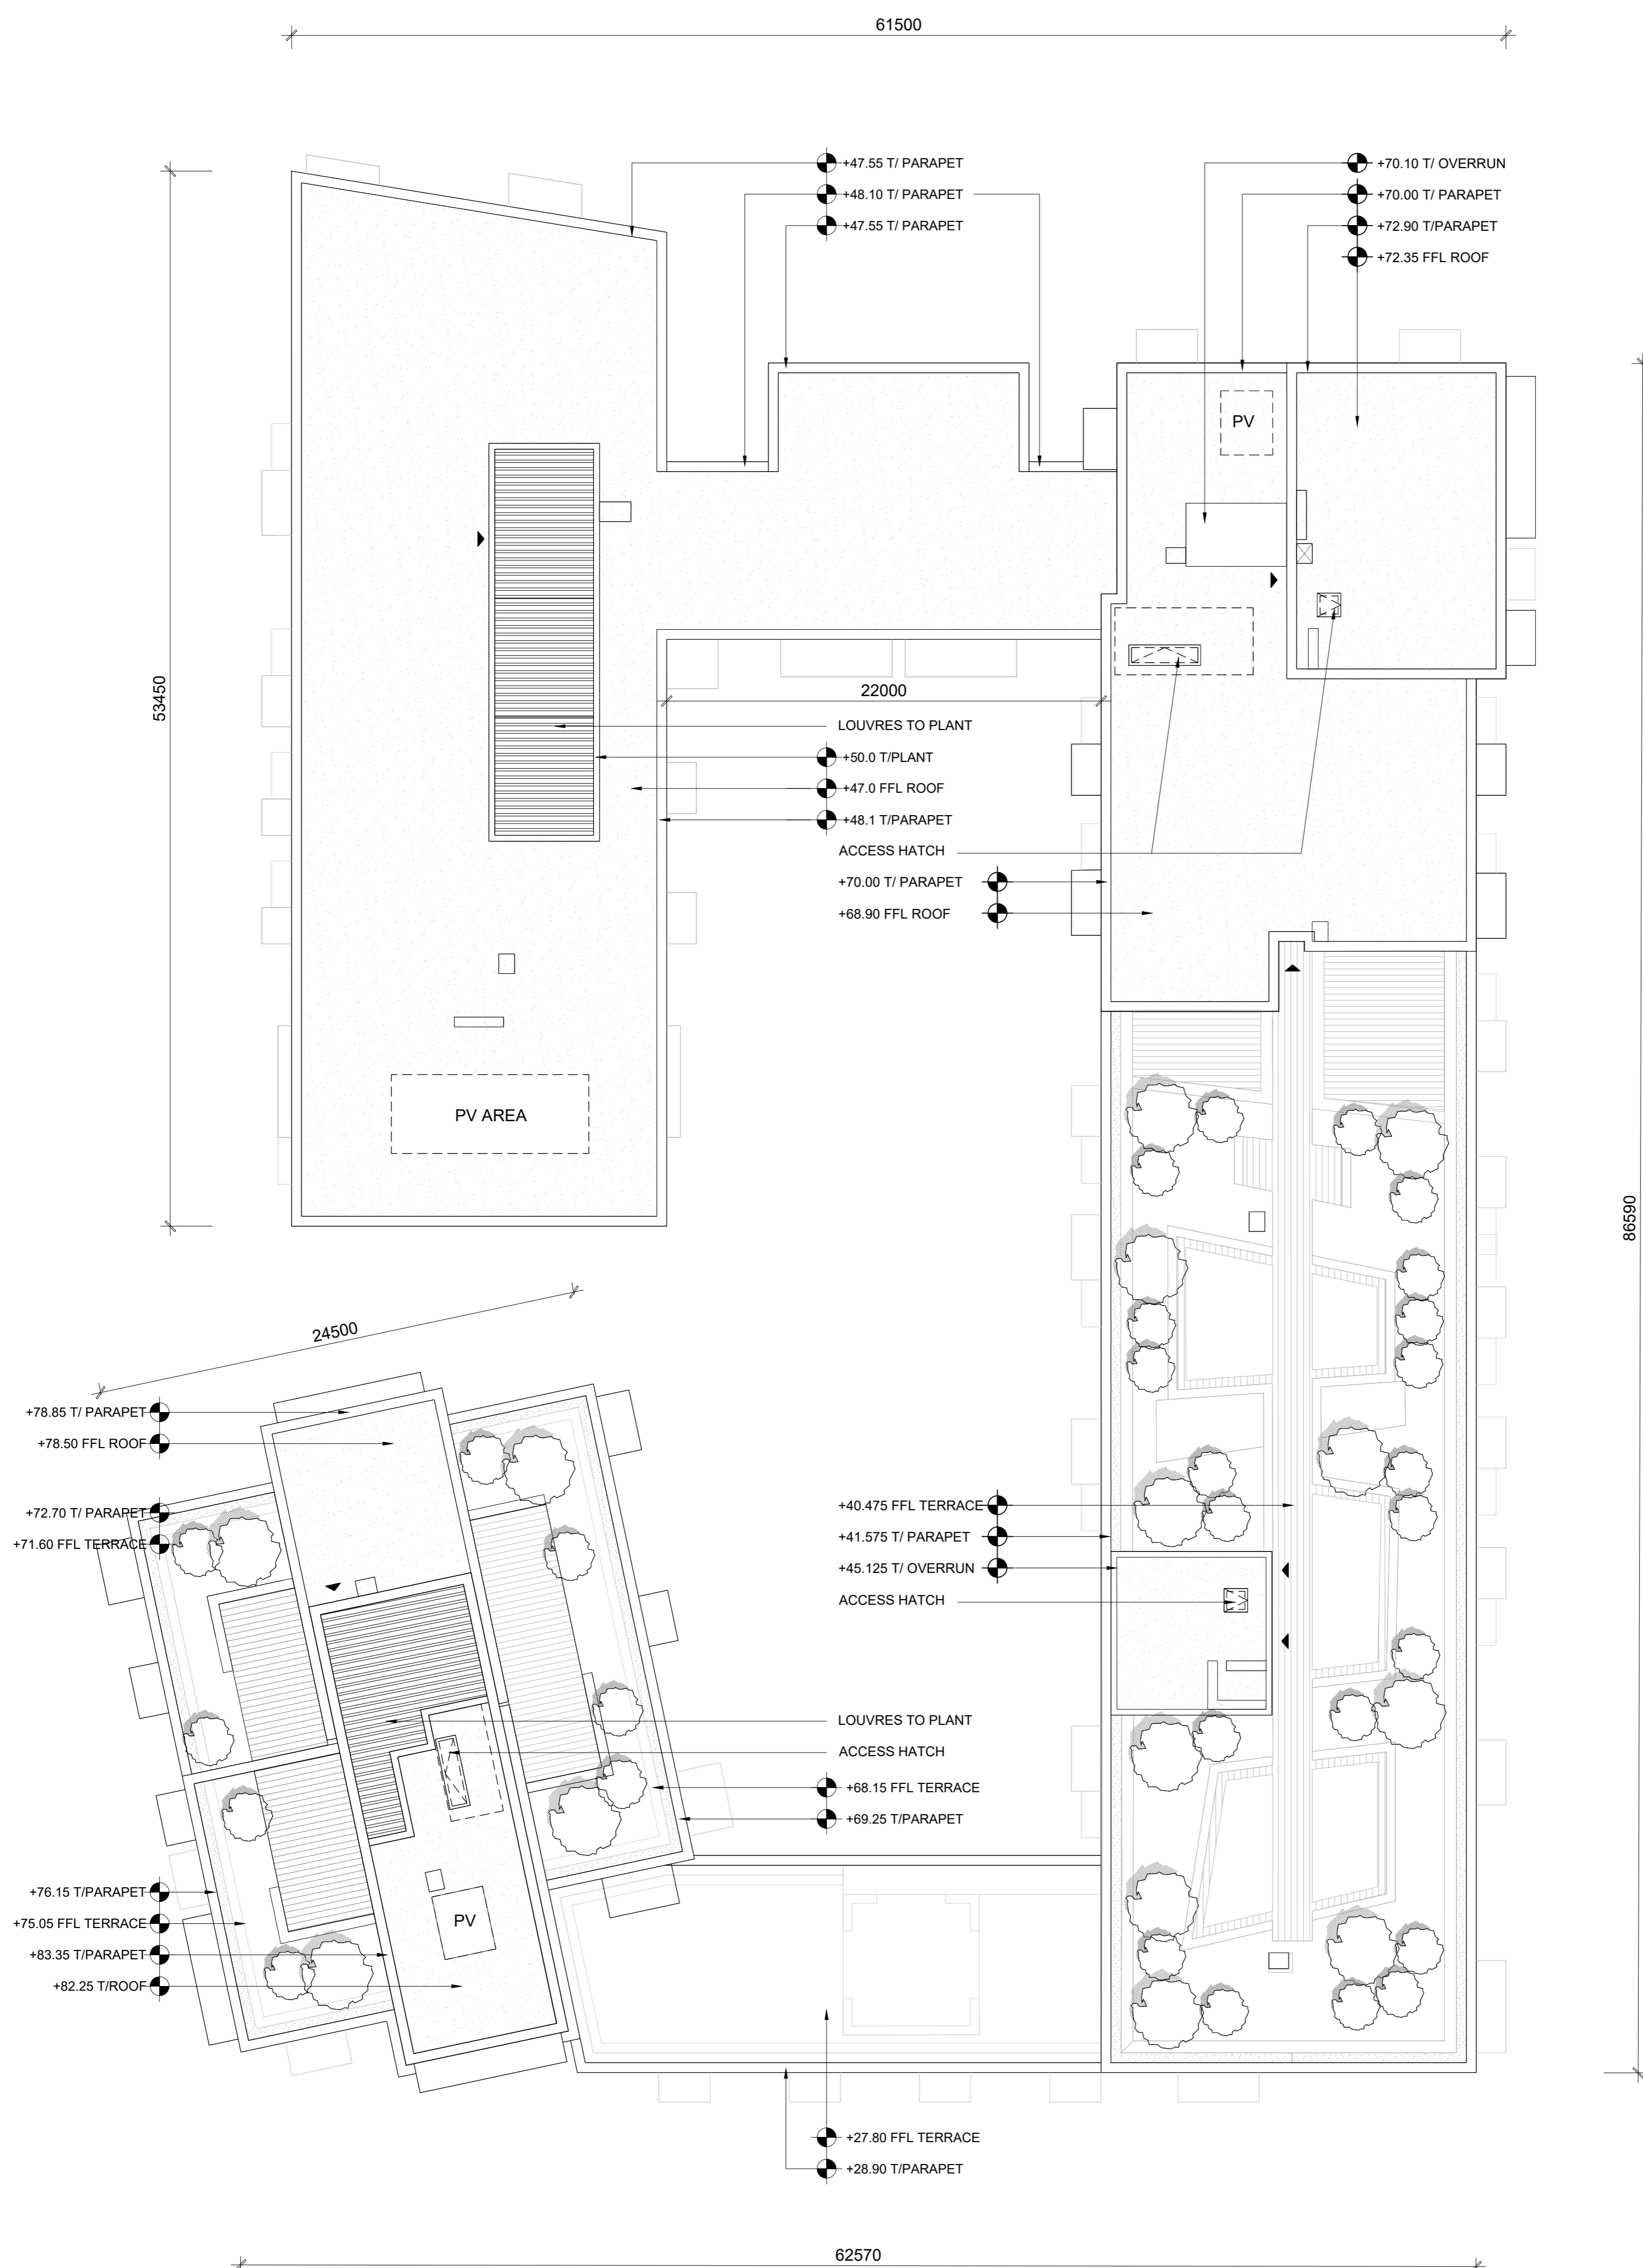 61500
+47.55 T/ PARAPET
+48.10 T/ PARAPET
+47.55 T/ PARAPET
+70.10 T/ OVERRUN
+70.00 T/ PARAPET
+72.90 T/PARAPET
+72.35 FFL ROOF
PV
53450
22000
LOUVRES TO PLANT
+50.0 T/PLANT
+47.0 FFL ROOF
+48.1 T/PARAPET
ACCESS HATCH
+70.00 T/ PARAPET
+68.90 FFL ROOF
PV AREA
86590
24500
+78.85 T/ PARAPET
+78.50 FFL ROOF
+72.70 T/ PARAPET
+71.60 FFL TERRACE
+40.475 FFL TERRACE
+41.575 T/ PARAPET
+45.125 T/ OVERRUN
ACCESS HATCH
LOUVRES TO PLANT
ACCESS HATCH
+68.15 FFL TERRACE
+69.25 T/PARAPET
+76.15 T/PARAPET
+75.05 FFL TERRACE
+83.35 T/PARAPET
+82.25 T/ROOF
PV
+27.80 FFL TERRACE
+28.90 T/PARAPET
62570